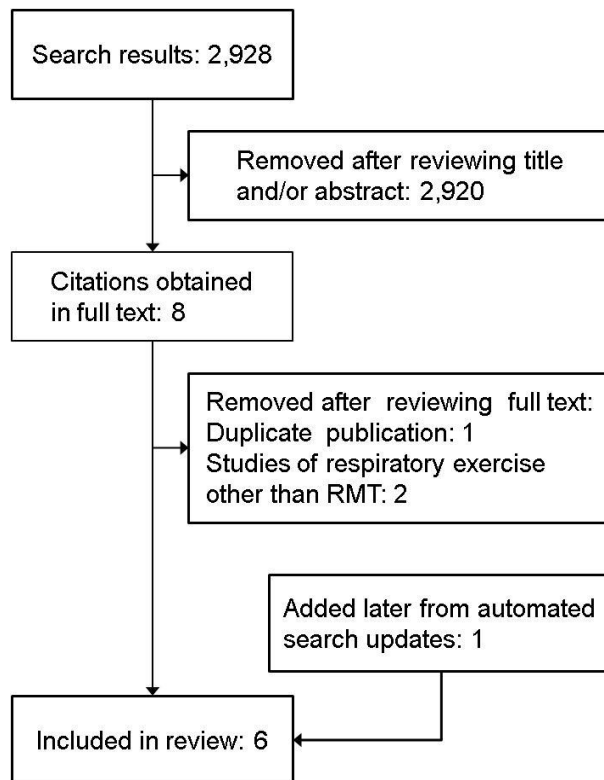 Search results: 2,928
Removed after reviewing title
and/or abstract: 2,920
Citations obtained
in full text: 8
Removed after reviewing full text:
Duplicate publication: 1
Studies of respiratory exercise
other than RMT: 2
Added later from automated
search updates: 1
Included in review: 6